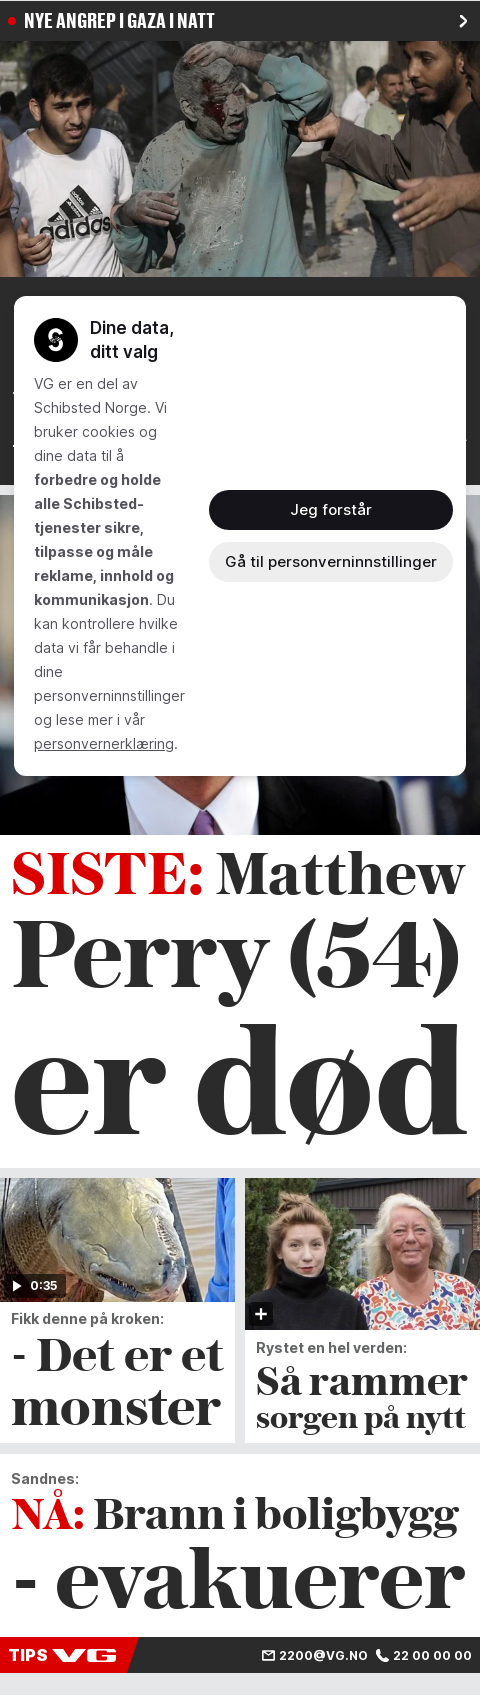 NYE ANGREP I GAZA I NATT
adidas
Dine data,
ditt valg
VG er en del av
Schibsted Norge. Vi
bruker cookies og
dine data til å
forbedre og holde
alle Schibsted-
tjenester sikre,
tilpasse og måle
reklame, innhold og
kommunikasjon. Du
kan kontrollere hvilke
data vi får behandle i
dine
personverninnstillinger
og lese mer i vår
personvernerklæring.
Jeg forstår
Gå til personverninnstillinger
SISTE: Matthew
Perry (54)
er død
0:35
Fikk denne på kroken:
- Det er et
monster
Rystet en hel verden:
Så rammer
sorgen på nytt
Sandnes:
NÅ: Brann i boligbygg
- evakuerer
TIPS VG
2200@VG.NO 22 00 00 00